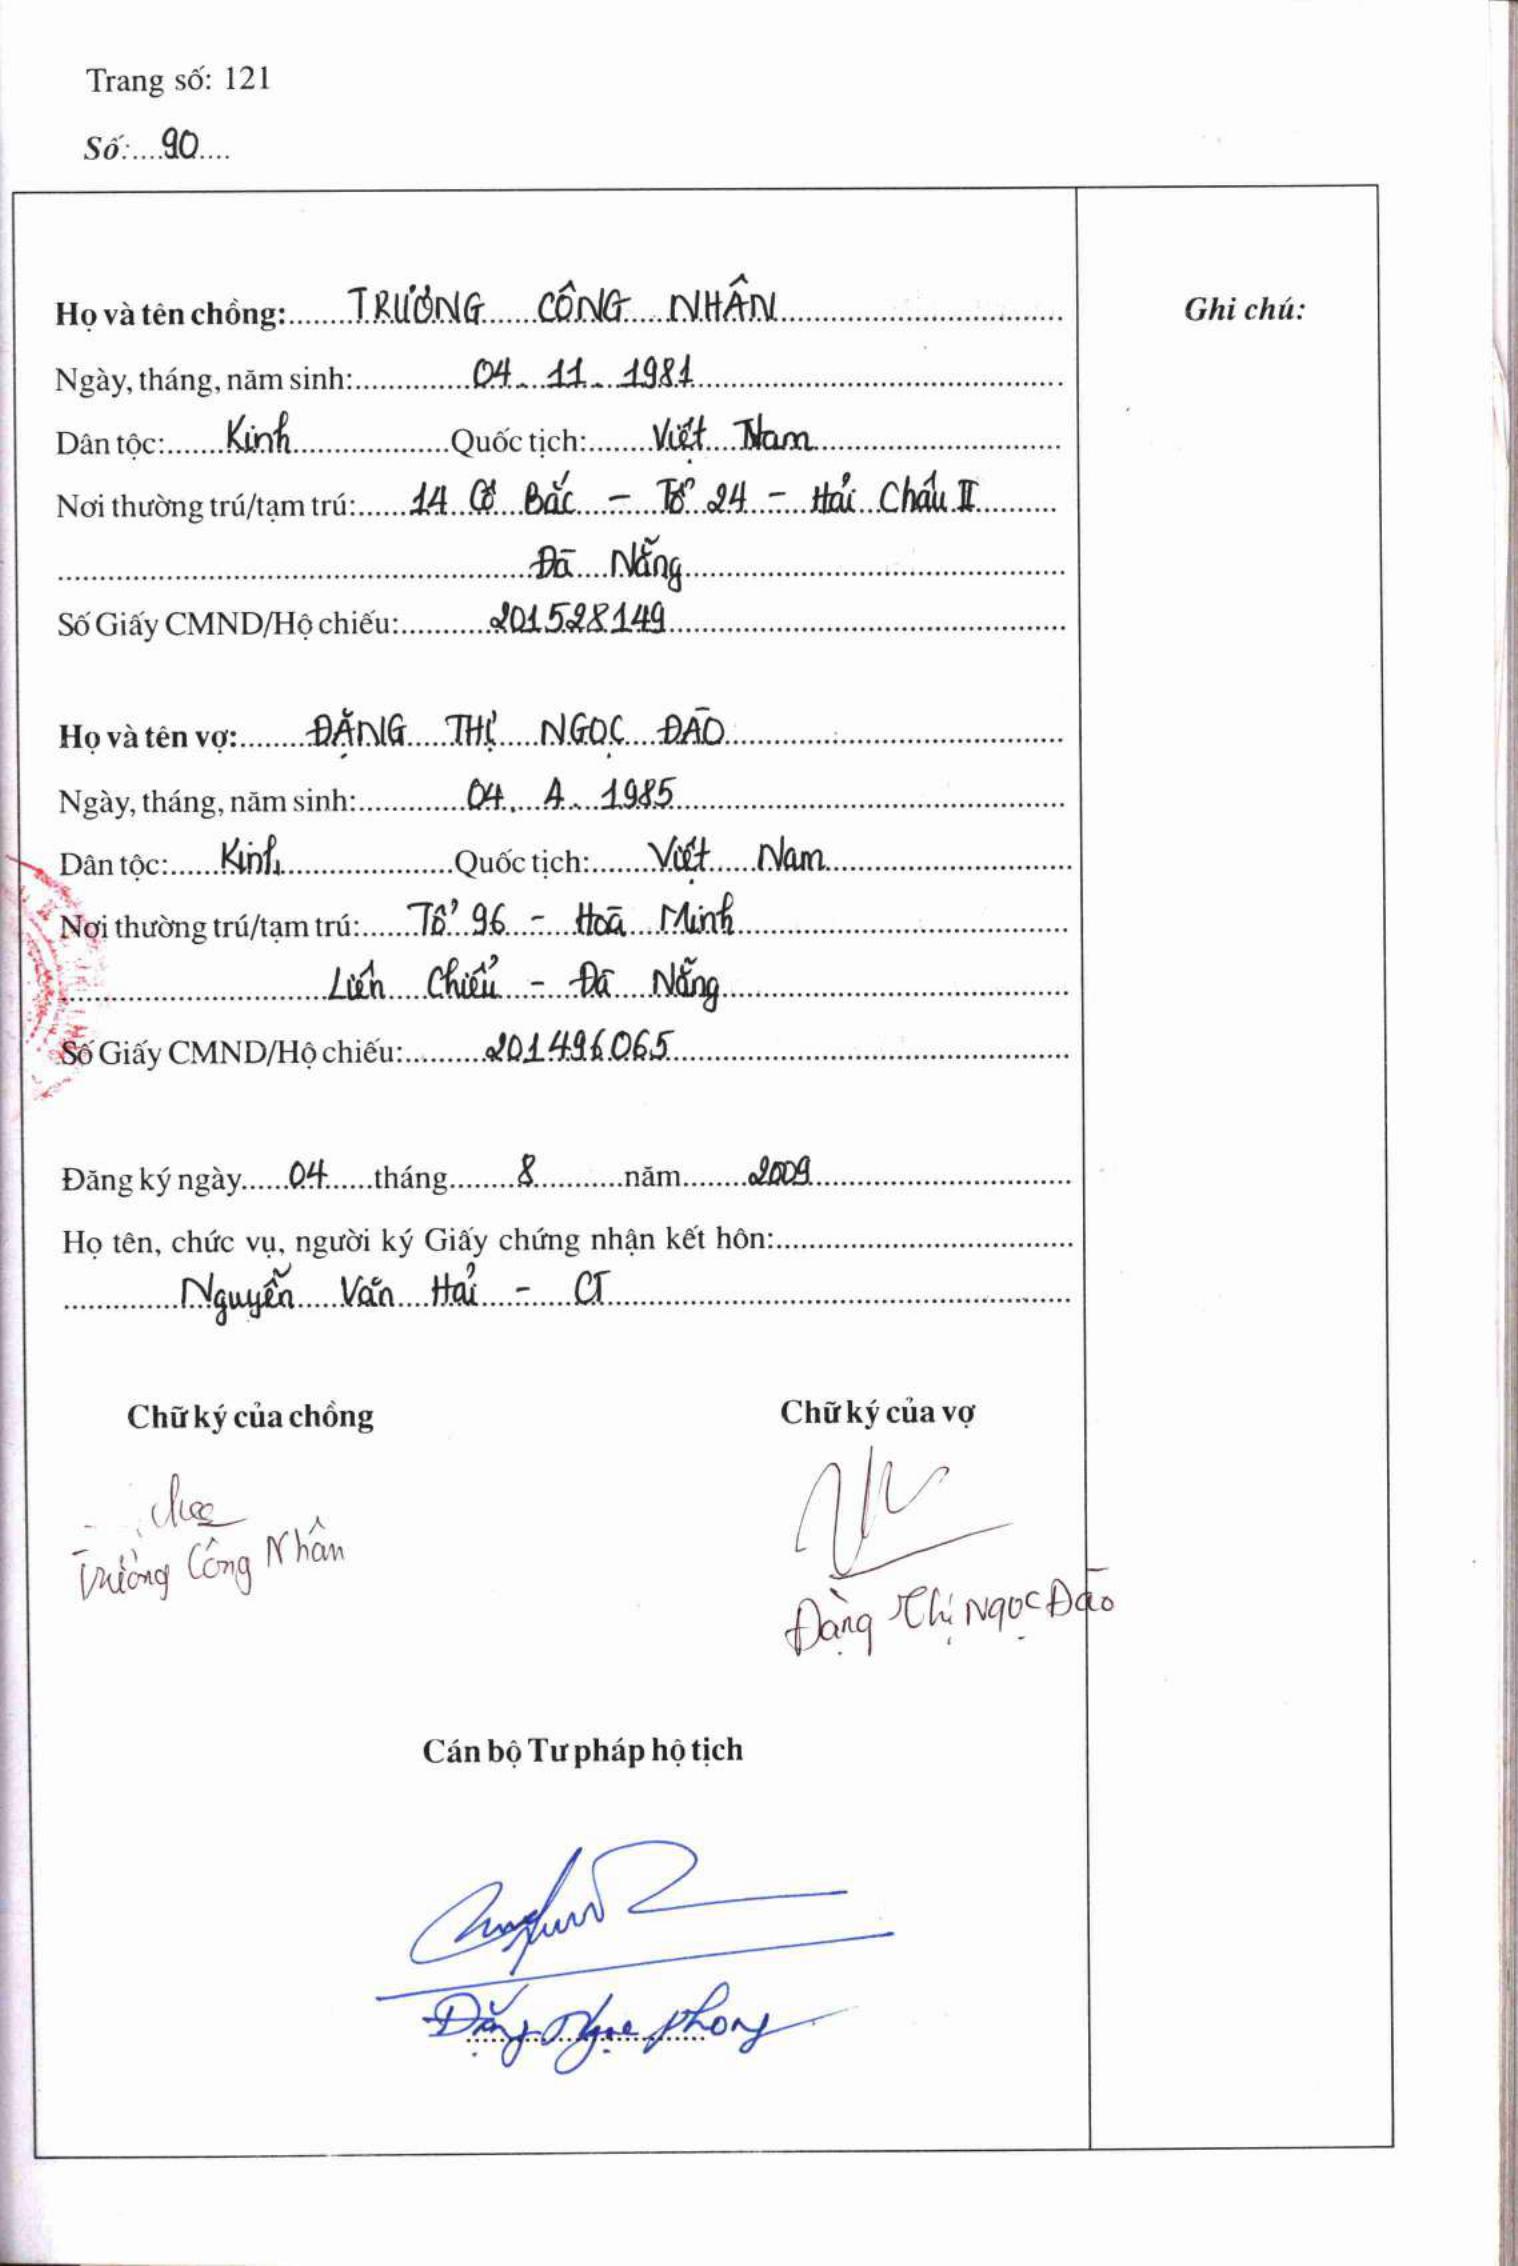 Trang số: 121
Số: 90
Họ và tên chồng: TRƯƠNG CÔNG NHÂN
Ghi chú:
Ngày, tháng, năm sinh: 04. 11. 1981
Dân tộc: Kinh Quốc tịch: Việt Nam
Nơi thường trú/tạm trú: 14 Cô Bắc - Tổ 24 - Hải Châu II
Đà Nẵng
Số Giấy CMND/Hộ chiếu: 201528149
Họ và tên vợ: ĐẶNG THỊ NGỌC ĐÀO
Ngày, tháng, năm sinh: 04. 1985
Dân tộc: Kinh Quốc tịch: Việt Nam
Nơi thường trú/tạm trú: Tổ 96 - Hoà Minh
Liên Chiểu - Đà Nẵng
Số Giấy CMND/Hộ chiếu: 201496065
Đăng ký ngày 04 tháng 8 năm 2009
Họ tên, chức vụ, người ký Giấy chứng nhận kết hôn:
Nguyễn Văn Hải - CT
Chữ ký của chồng Chữ ký của vợ
Trương Công Nhân
Đặng Thị Ngọc Đào
Cán bộ Tư pháp hộ tịch
Đặng Ngọc Phong